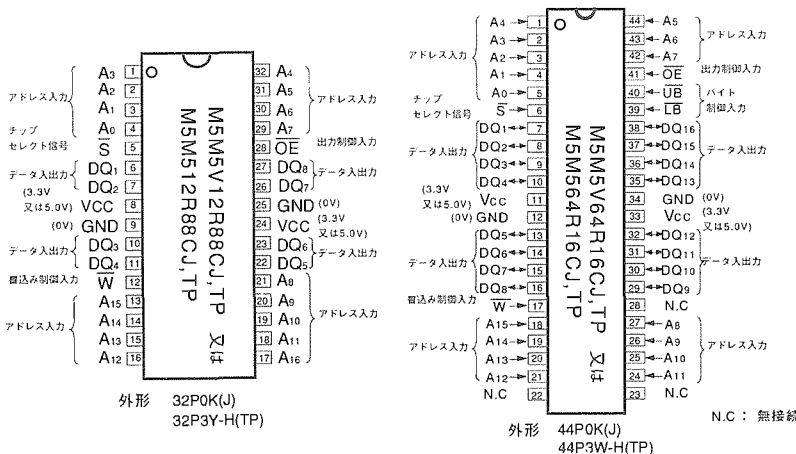 アドレス入力
チップ
セレクト信号
データ入出力
(3.3V
又は5.0V)
(0V)
データ入出力
書込み制御入力
アドレス入力
A3 1
A2 2
A1 3
A0 4
S̅ 5
DQ1 6
DQ2 7
VCC 8
GND 9
DQ3 10
DQ4 11
W̅ 12
A15 13
A14 14
A13 15
A12 16
M5M512R88CJ,TP
M5M5V12R88CJ,TP 又は
32 A4
31 A5
30 A6
29 A7
28 O̅E̅
27 DQ8
26 DQ7
25 GND
24 VCC
23 DQ6
22 DQ5
21 A8
20 A9
19 A10
18 A11
17 A16
アドレス入力
出力制御入力
データ入出力
(0V)
(3.3V
又は5.0V)
データ入出力
アドレス入力
外形 32P0K(J)
32P3Y-H(TP)
アドレス入力
チップ
セレクト信号
データ入出力
(3.3V
又は5.0V)
(0V)
データ入出力
書込み制御入力
アドレス入力
A4 1
A3 2
A2 3
A1 4
A0 5
S̅ 6
DQ1 7
DQ2 8
DQ3 9
DQ4 10
VCC 11
GND 12
DQ5 13
DQ6 14
DQ7 15
DQ8 16
W̅ 17
A15 18
A14 19
A13 20
A12 21
N.C 22
M5M564R16CJ,TP
M5M5V64R16CJ,TP 又は
44 A5
43 A6
42 A7
41 O̅E̅
40 U̅B̅
39 L̅B̅
38 DQ16
37 DQ15
36 DQ14
35 DQ13
34 GND
33 VCC
32 DQ12
31 DQ11
30 DQ10
29 DQ9
28 N.C
27 A8
26 A9
25 A10
24 A11
23 N.C
アドレス入力
出力制御入力
バイト
制御入力
データ入出力
(0V)
(3.3V
又は5.0V)
データ入出力
アドレス入力
外形 44P0K(J)
44P3W-H(TP)
N.C : 無接続